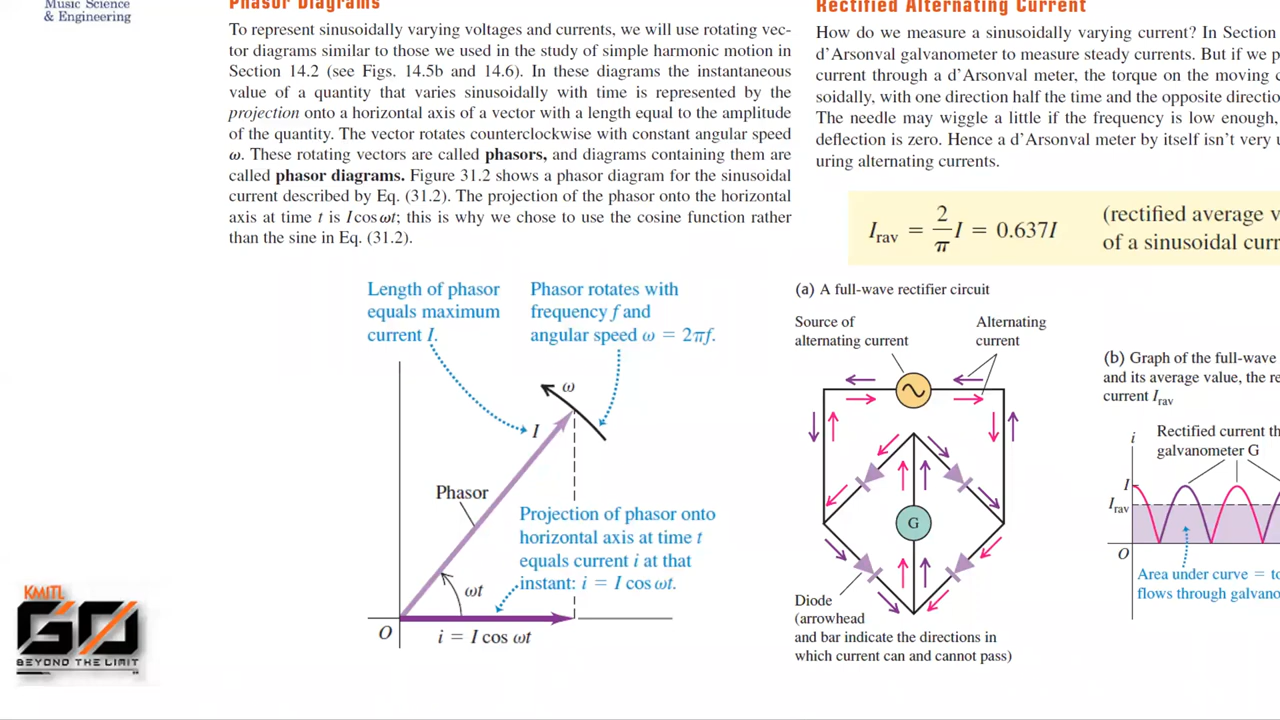 Music Science
& Engineering
Phasor Diagrams
To represent sinusoidally varying voltages and currents, we will use rotating vec-
tor diagrams similar to those we used in the study of simple harmonic motion in
Section 14.2 (see Figs. 14.5b and 14.6). In these diagrams the instantaneous
value of a quantity that varies sinusoidally with time is represented by the
projection onto a horizontal axis of a vector with a length equal to the amplitude
of the quantity. The vector rotates counterclockwise with constant angular speed
ω. These rotating vectors are called phasors, and diagrams containing them are
called phasor diagrams. Figure 31.2 shows a phasor diagram for the sinusoidal
current described by Eq. (31.2). The projection of the phasor onto the horizontal
axis at time t is I cos ωt; this is why we chose to use the cosine function rather
than the sine in Eq. (31.2).
Length of phasor
equals maximum
current I.
Phasor rotates with
frequency f and
angular speed ω = 2πf.
ω
I
Phasor
Projection of phasor onto
horizontal axis at time t
equals current i at that
instant: i = I cos ωt.
ωt
O
i = I cos ωt
KMITL
GO
BEYOND THE LIMIT
Rectified Alternating Current
How do we measure a sinusoidally varying current? In Section
d'Arsonval galvanometer to measure steady currents. But if we p
current through a d'Arsonval meter, the torque on the moving c
soidally, with one direction half the time and the opposite directio
The needle may wiggle a little if the frequency is low enough,
deflection is zero. Hence a d'Arsonval meter by itself isn't very u
uring alternating currents.
I_rav = 2/π I = 0.637I
(rectified average v
of a sinusoidal curr
(a) A full-wave rectifier circuit
Source of
alternating current
Alternating
current
G
Diode
(arrowhead
and bar indicate the directions in
which current can and cannot pass)
(b) Graph of the full-wave
and its average value, the re
current I_rav
i
Rectified current th
galvanometer G
I
I_rav
O
Area under curve = to
flows through galvano